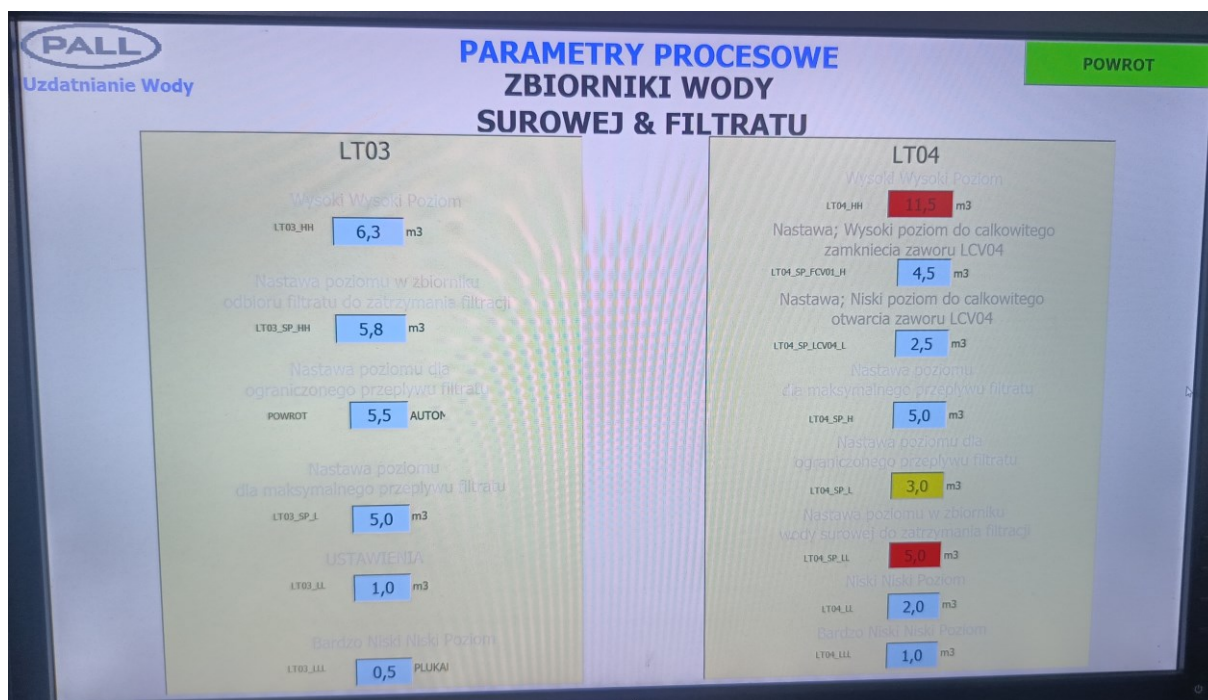 PALL
Uzdatnianie Wody
PARAMETRY PROCESOWE
ZBIORNIKI WODY
SUROWEJ & FILTRATU
POWROT
LT03
Wysoki Wysoki Poziom
LT03_HH 6,3 m3
Nastawa poziomu w zbiorniku
odbioru filtratu do zatrzymania filtracji
LT03_SP_HH 5,8 m3
Nastawa poziomu dla
ograniczonego przeplywu filtratu
POWROT 5,5 AUTOM
Nastawa poziomu
dla maksymalnego przeplywu filtratu
LT03_SP_L 5,0 m3
USTAWIENIA
LT03_LL 1,0 m3
Bardzo Niski Niski Poziom
LT03_LLL 0,5 PLUKAI
LT04
Wysoki Wysoki Poziom
LT04_HH 11,5 m3
Nastawa; Wysoki poziom do calkowitego
zamkniecia zaworu LCV04
LT04_SP_FCV01_H 4,5 m3
Nastawa; Niski poziom do calkowitego
otwarcia zaworu LCV04
LT04_SP_LCV04_L 2,5 m3
Nastawa poziomu
dla maksymalnego przeplywu filtratu
LT04_SP_H 5,0 m3
Nastawa poziomu dla
ograniczonego przeplywu filtratu
LT04_SP_L 3,0 m3
Nastawa poziomu w zbiorniku
wody surowej do zatrzymania filtracji
LT04_SP_LL 5,0 m3
Niski Niski Poziom
LT04_LL 2,0 m3
Bardzo Niski Niski Poziom
LT04_LLL 1,0 m3